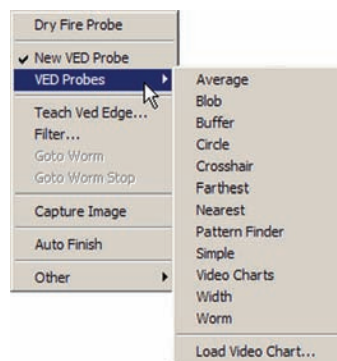 Dry Fire Probe
New VED Probe
VED Probes
Teach Ved Edge...
Filter...
Goto Worm
Goto Worm Stop
Capture Image
Auto Finish
Other
Average
Blob
Buffer
Circle
Crosshair
Farthest
Nearest
Pattern Finder
Simple
Video Charts
Width
Worm
Load Video Chart...